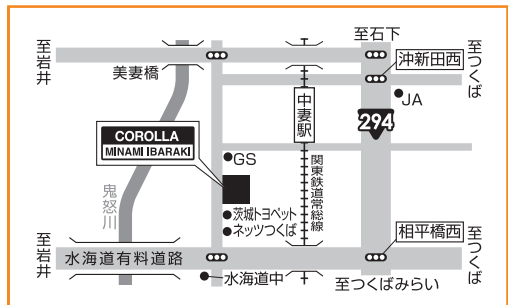 至石下
至岩井
至つくば
沖新田西
美妻橋
JA
中妻駅
294
COROLLA
MINAMI IBARAKI
GS
関東鉄道常総線
鬼怒川
茨城トヨペット
ネッツつくば
相平橋西
至岩井
水海道有料道路
至つくば
水海道中
至つくばみらい